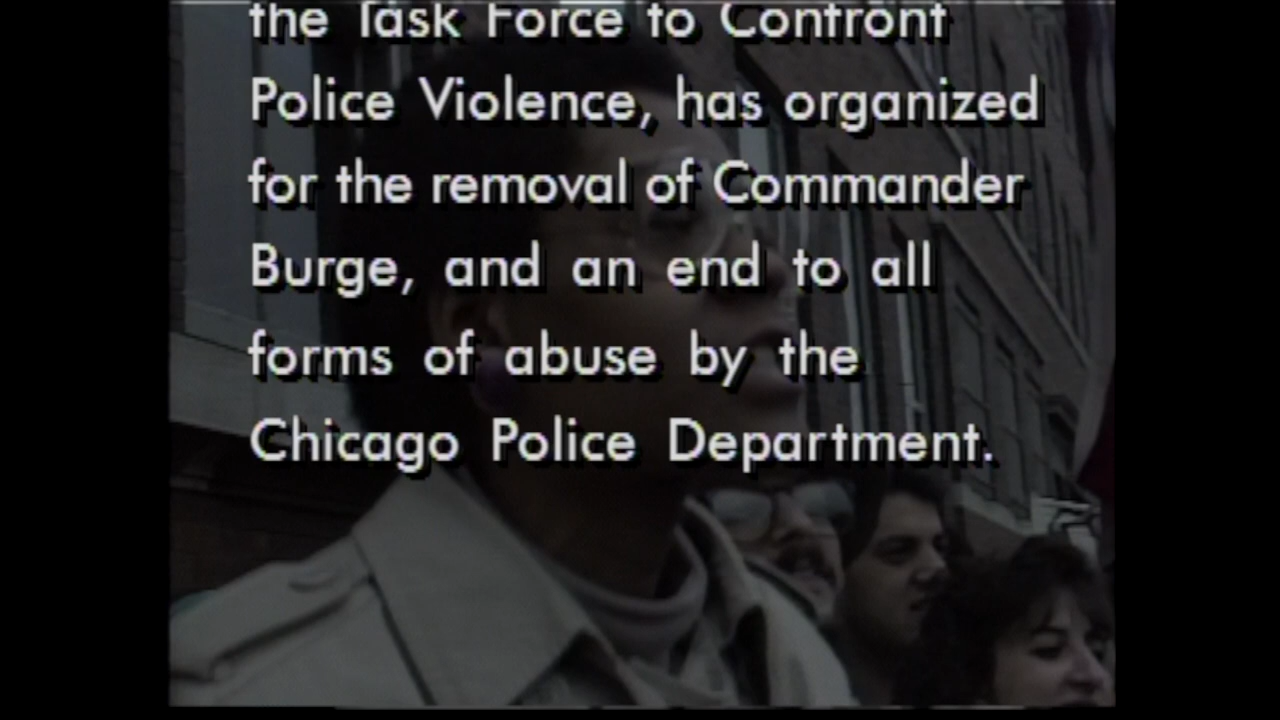 the Task Force to Confront
Police Violence, has organized
for the removal of Commander
Burge, and an end to all
forms of abuse by the
Chicago Police Department.